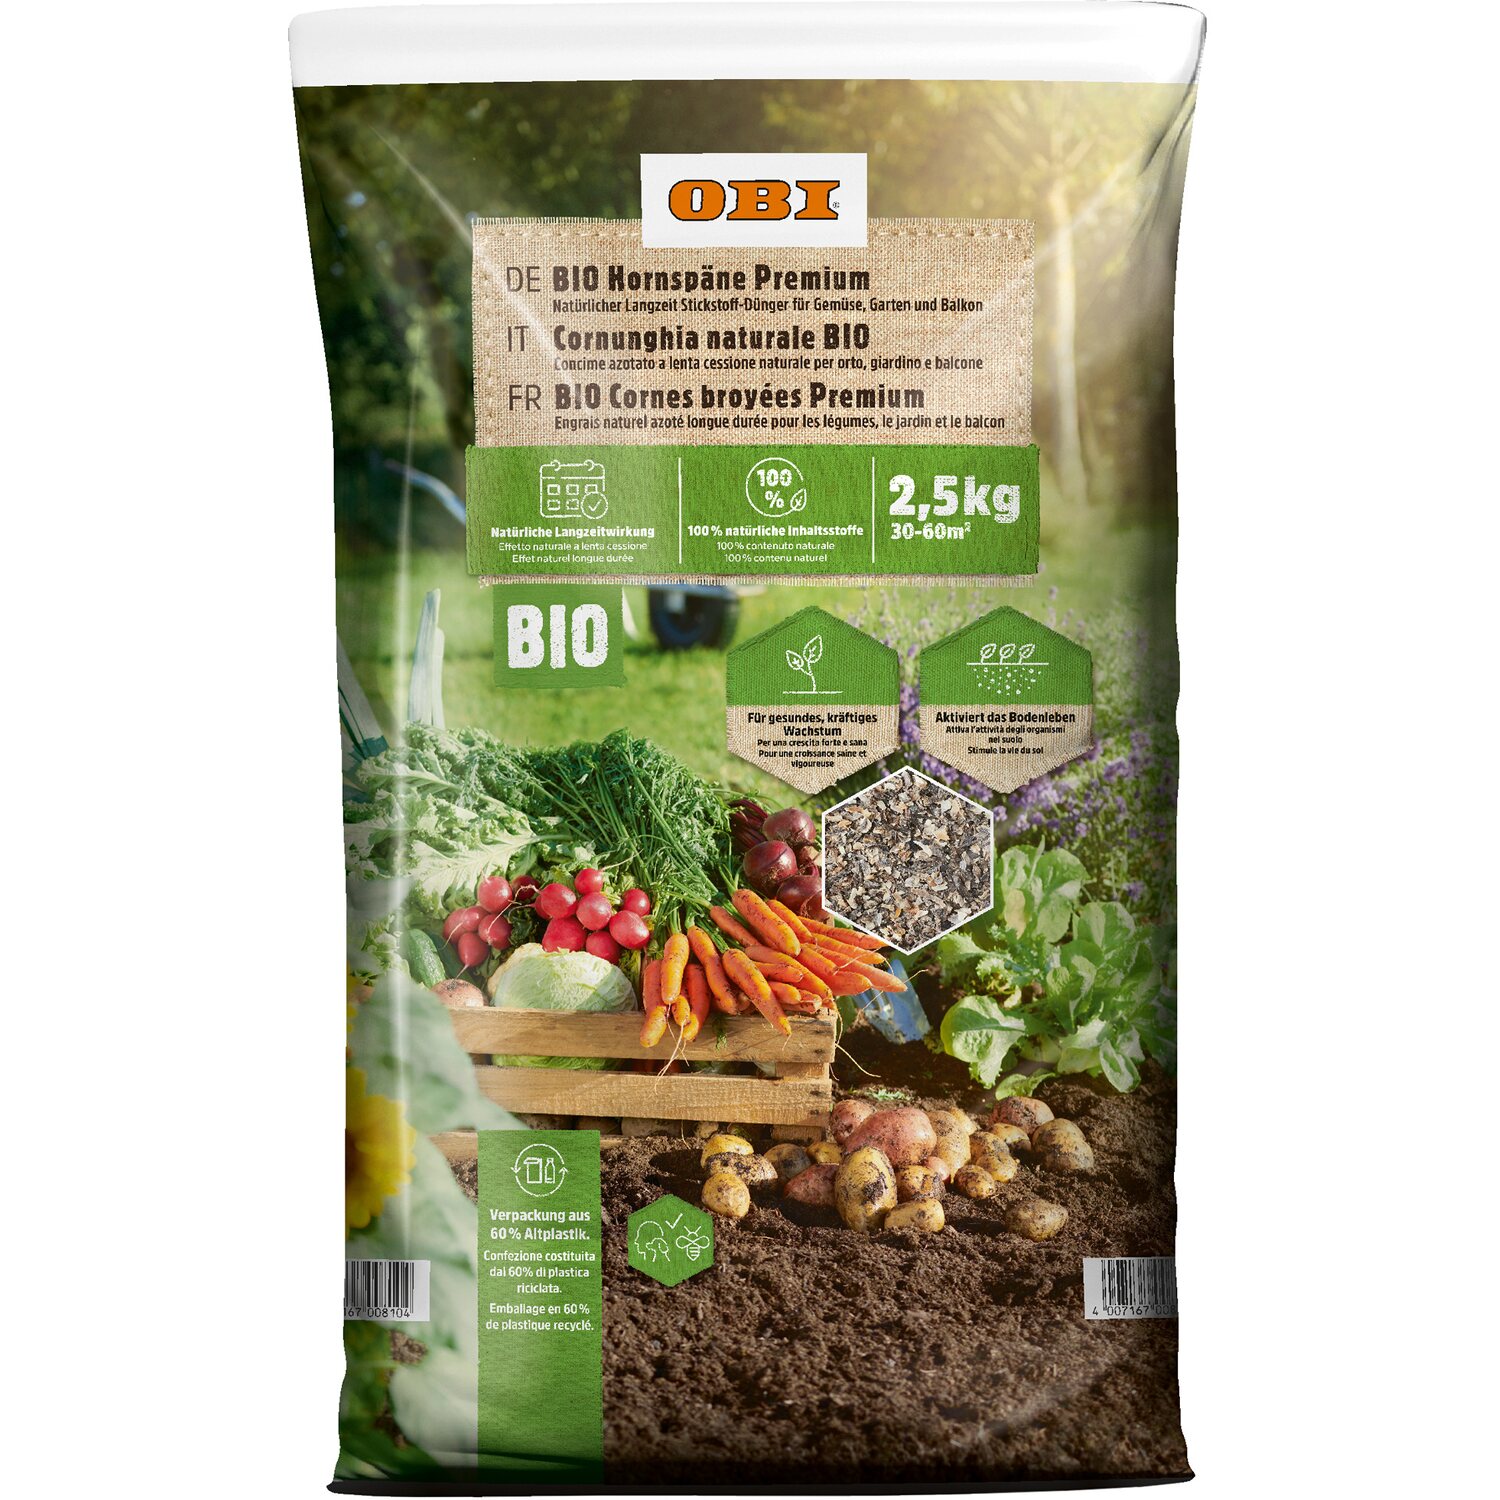 OBI
DE BIO Hornspäne Premium
Natürlicher Langzeit Stickstoff-Dünger für Gemüse, Garten und Balkon
IT Cornunghia naturale BIO
Concime azotato a lenta cessione naturale per orto, giardino e balcone
FR BIO Cornes broyées Premium
Engrais naturel azoté longue durée pour les légumes, le jardin et le balcon
Natürliche Langzeitwirkung
Effetto naturale a lenta cessione
Effet naturel longue durée
100
%
100% natürliche Inhaltsstoffe
100% contenuto naturale
100% contenu naturel
2,5kg
30-60m²
BIO
Für gesundes, kräftiges
Wachstum
Per una crescita forte e sana
Pour une croissance saine et
vigoureuse
Aktiviert das Bodenleben
Attiva l'attività degli organismi
nel suolo
Stimule la vie du sol
Verpackung aus
60% Altplastik.
Confezione costituita
dal 60% di plastica
riciclata.
Emballage en 60%
de plastique recyclé.
167 008104
4 007167 008